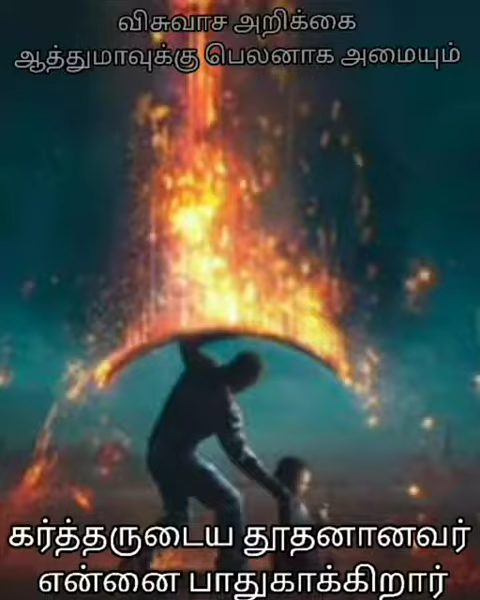 விசுவாச அறிக்கை
ஆத்துமாவுக்கு பெலனாக அமையும்
கர்த்தருடைய தூதனானவர்
என்னை பாதுகாக்கிறார்